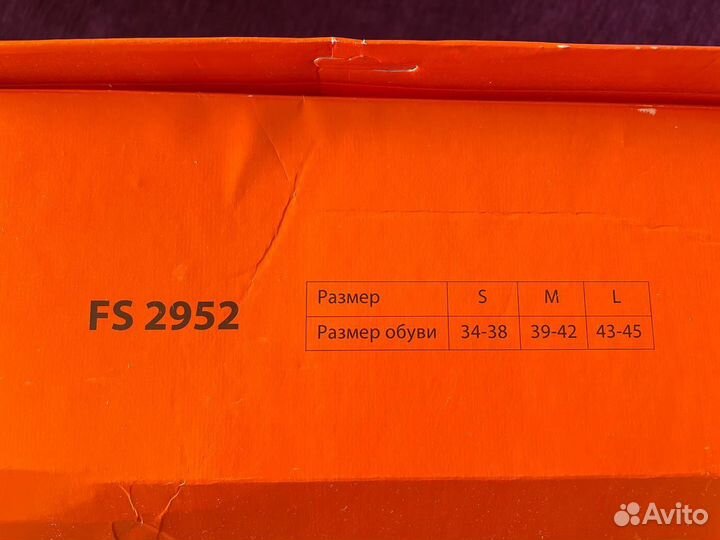 FS 2952
Размер S M L
Размер обуви 34-38 39-42 43-45
Avito